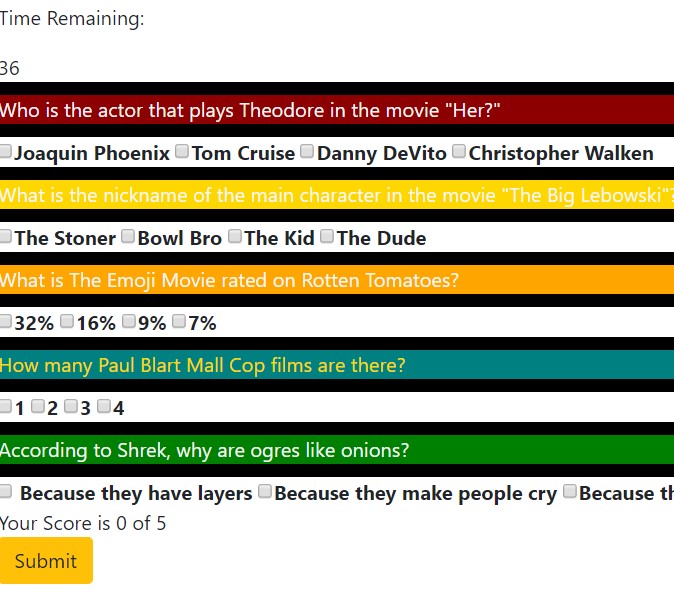 Time Remaining:
36
Who is the actor that plays Theodore in the movie "Her?"
Joaquin Phoenix Tom Cruise Danny DeVito Christopher Walken
What is the nickname of the main character in the movie "The Big Lebowski"?
The Stoner Bowl Bro The Kid The Dude
What is The Emoji Movie rated on Rotten Tomatoes?
32% 16% 9% 7%
How many Paul Blart Mall Cop films are there?
1 2 3 4
According to Shrek, why are ogres like onions?
Because they have layers Because they make people cry Because th
Your Score is 0 of 5
Submit